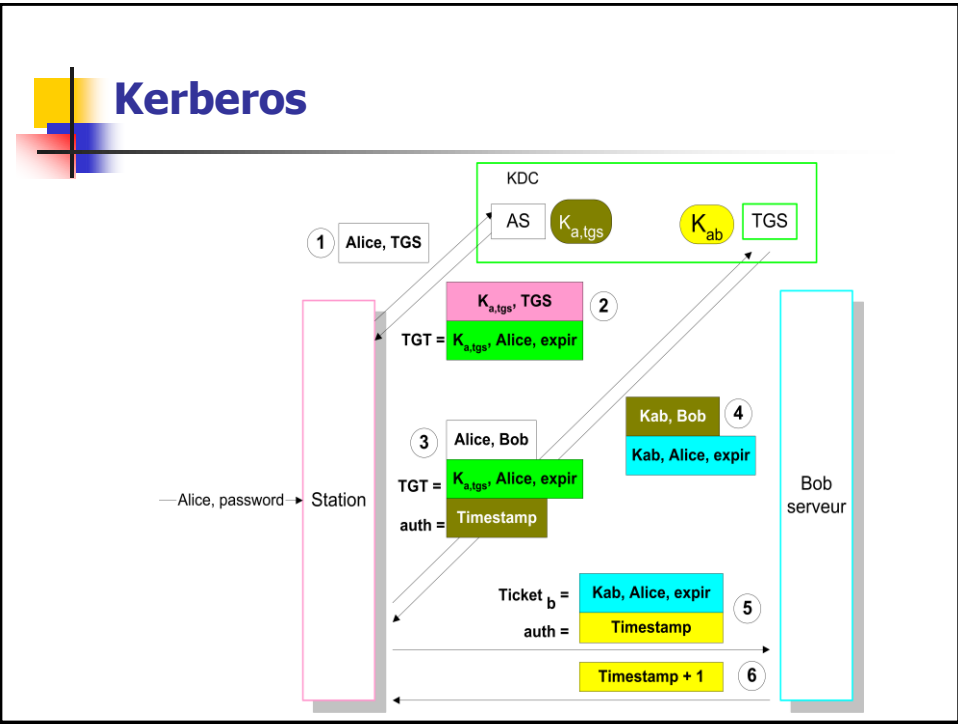 Kerberos
KDC
AS
Ka,tgs
Kab
TGS
1
Alice, TGS
Ka,tgs, TGS
2
TGT = Ka,tgs, Alice, expir
Kab, Bob
4
Kab, Alice, expir
3
Alice, Bob
TGT = Ka,tgs, Alice, expir
auth = Timestamp
Alice, password
Station
Bob
serveur
Ticket b = Kab, Alice, expir
5
auth = Timestamp
Timestamp + 1
6